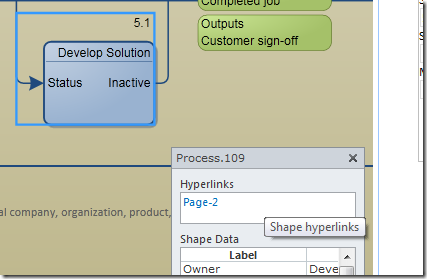 Completed job
5.1
Outputs
Customer sign-off
Develop Solution
Status Inactive
Process.109
Hyperlinks
Page-2
al company, organization, product,
Shape hyperlinks
Shape Data
Label
Owner Deve